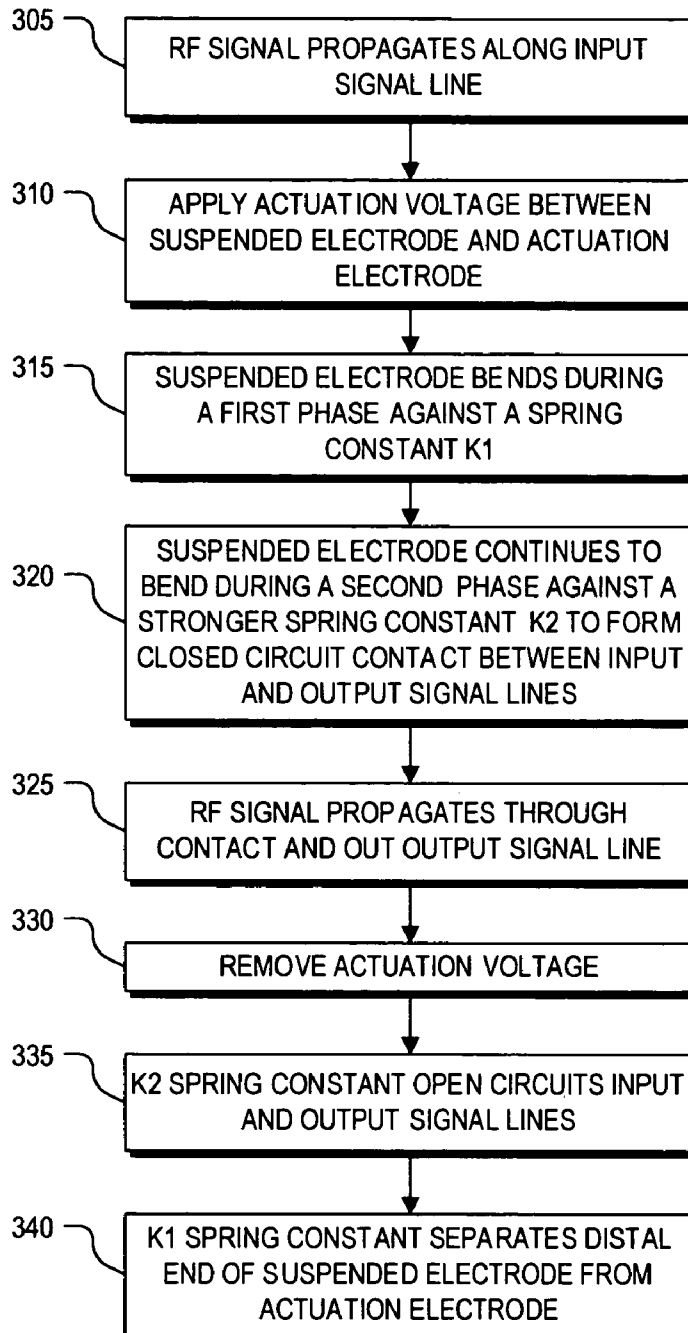 305
RF SIGNAL PROPAGATES ALONG INPUT
SIGNAL LINE
310
APPLY ACTUATION VOLTAGE BETWEEN
SUSPENDED ELECTRODE AND ACTUATION
ELECTRODE
315
SUSPENDED ELECTRODE BENDS DURING
A FIRST PHASE AGAINST A SPRING
CONSTANT K1
320
SUSPENDED ELECTRODE CONTINUES TO
BEND DURING A SECOND PHASE AGAINST A
STRONGER SPRING CONSTANT K2 TO FORM
CLOSED CIRCUIT CONTACT BETWEEN INPUT
AND OUTPUT SIGNAL LINES
325
RF SIGNAL PROPAGATES THROUGH
CONTACT AND OUT OUTPUT SIGNAL LINE
330
REMOVE ACTUATION VOLTAGE
335
K2 SPRING CONSTANT OPEN CIRCUITS INPUT
AND OUTPUT SIGNAL LINES
340
K1 SPRING CONSTANT SEPARATES DISTAL
END OF SUSPENDED ELECTRODE FROM
ACTUATION ELECTRODE